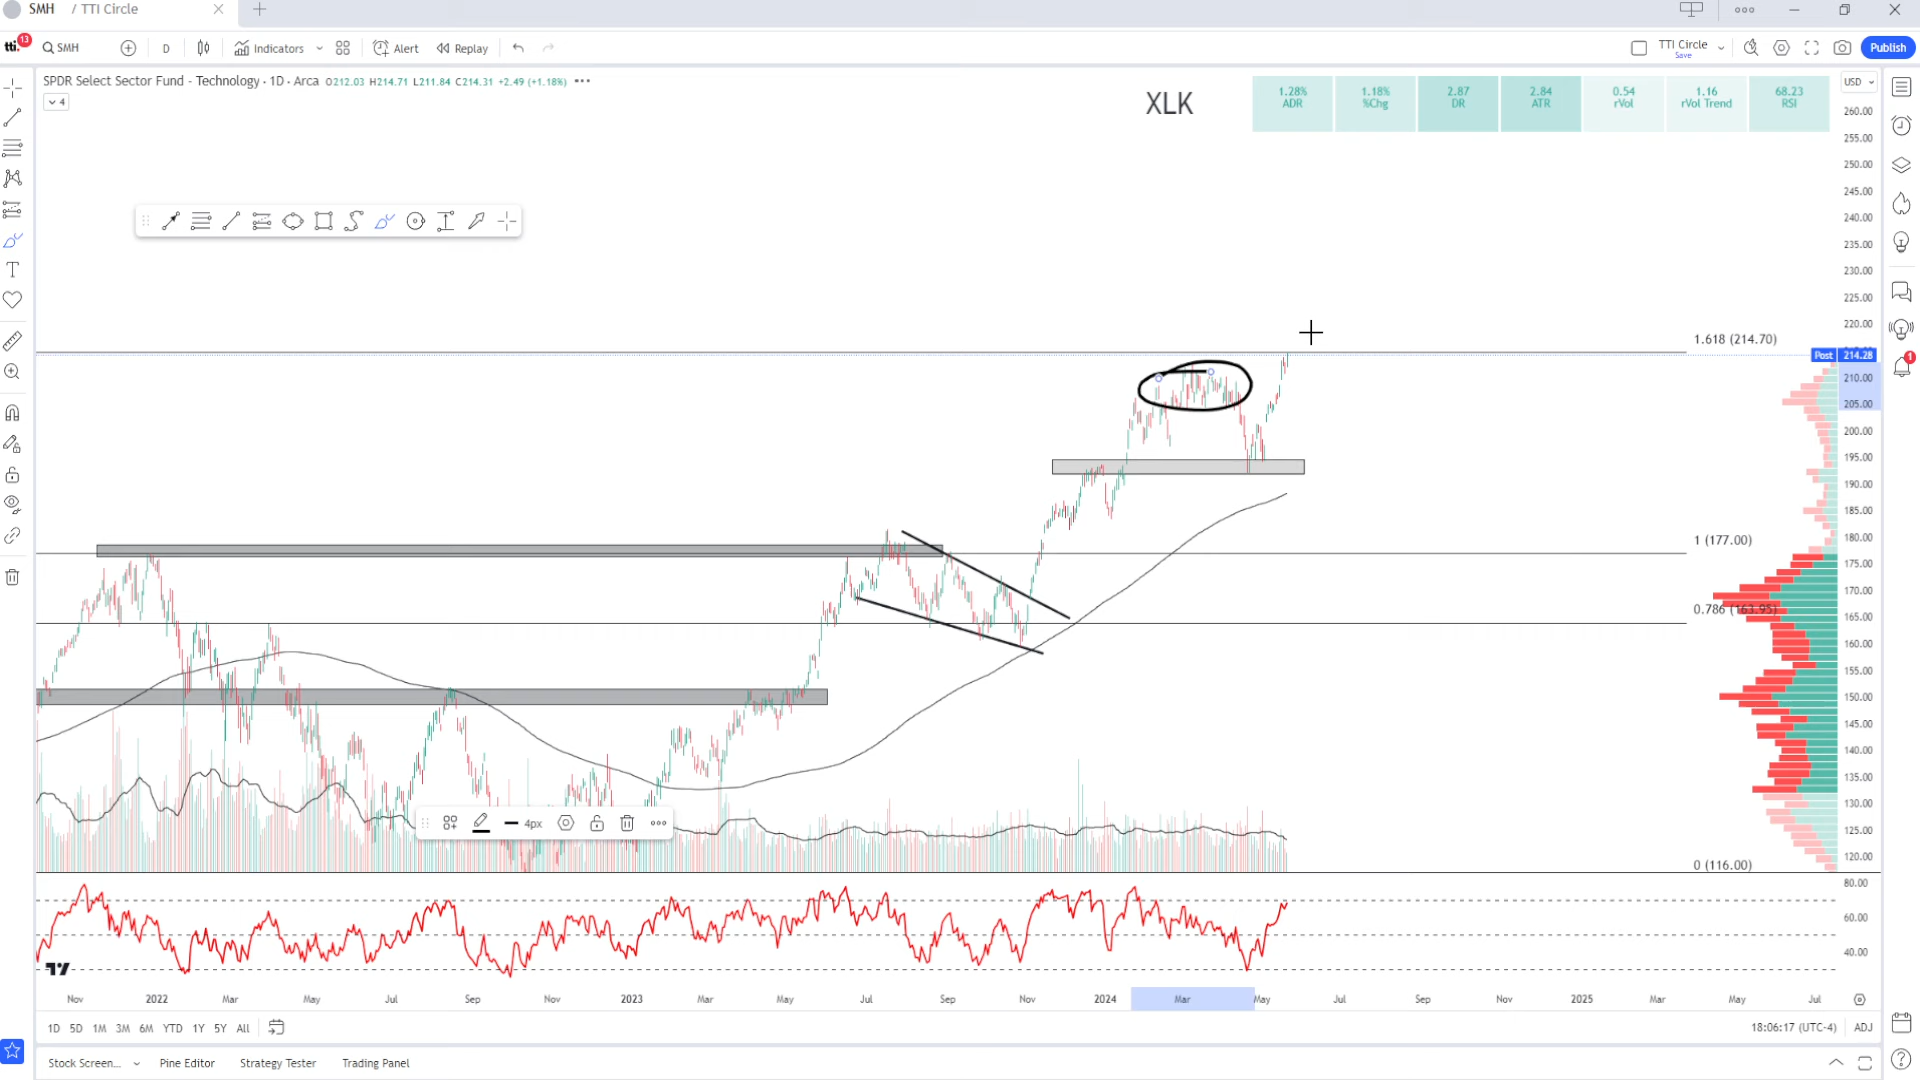 SMH / TTI Circle
tti. 13 SMH D Indicators Alert Replay TTI Circle Save Publish
SPDR Select Sector Fund - Technology · 1D · Arca O212.03 H214.71 L211.84 C214.31 +2.49 (+1.18%)
4
XLK
1.28% ADR
1.18% %Chg
2.87 DR
2.84 ATR
0.54 rVol
1.16 rVol Trend
68.23 RSI
USD
260.00
255.00
250.00
245.00
240.00
235.00
230.00
225.00
220.00
1.618 (214.70)
Post 214.28
1
210.00
205.00
200.00
195.00
190.00
185.00
180.00
1 (177.00)
175.00
170.00
0.786 (163.95)
165.00
160.00
155.00
150.00
145.00
140.00
135.00
130.00
4px
125.00
120.00
0 (116.00)
80.00
60.00
40.00
Nov 2022 Mar May Jul Sep Nov 2023 Mar May Jul Sep Nov 2024 Mar May Jul Sep Nov 2025 Mar May Jul
1D 5D 1M 3M 6M YTD 1Y 5Y All 18:06:17 (UTC-4) ADJ
Stock Screen... Pine Editor Strategy Tester Trading Panel